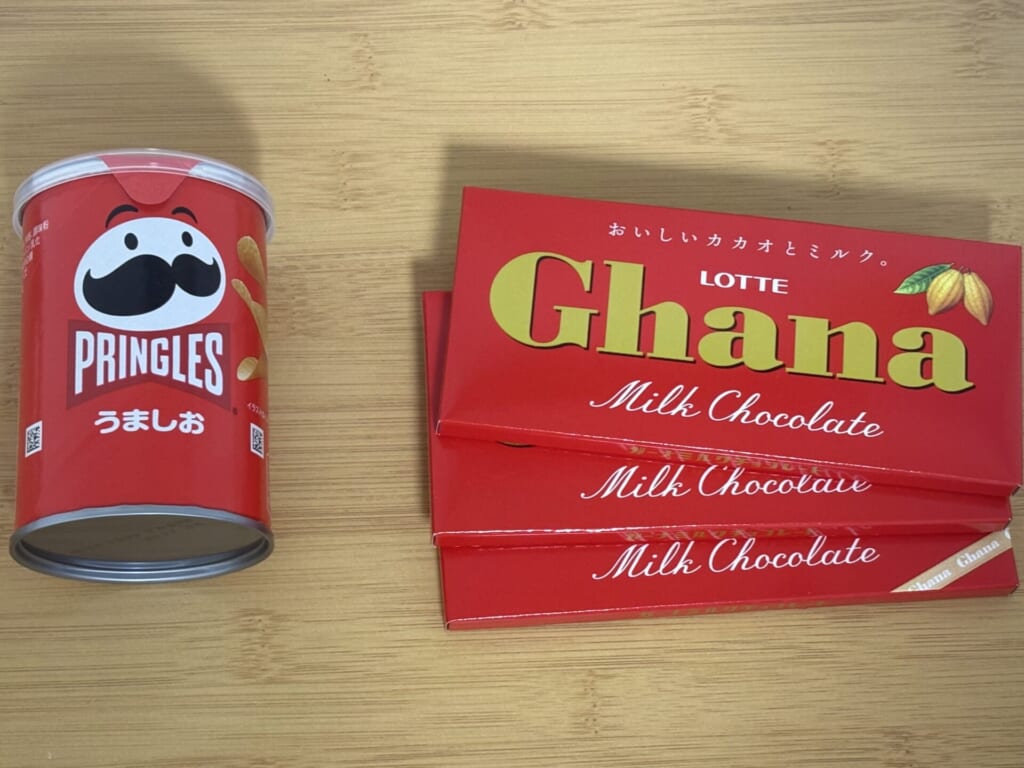 PRINGLES
うましお
おいしいカカオとミルク。
LOTTE
Ghana
Milk Chocolate
Milk Chocolate
Milk Chocolate
Ghana Ghana